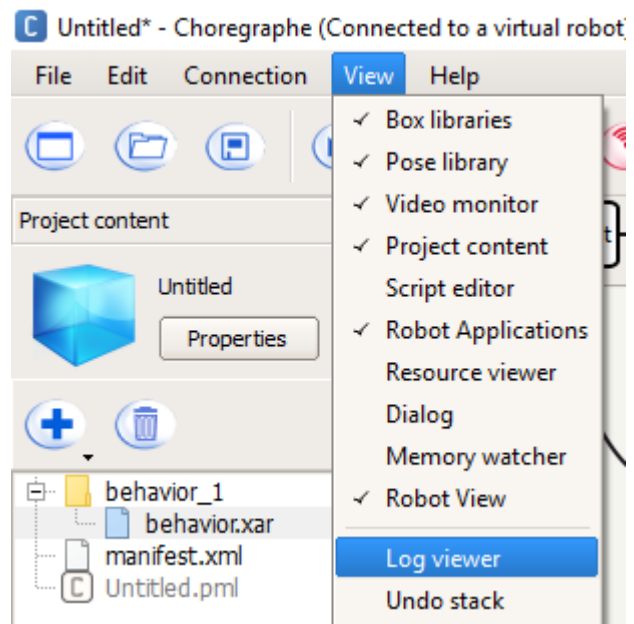 C Untitled* - Choregraphe (Connected to a virtual robot)
File Edit Connection View Help
Project content
Untitled
Properties
behavior_1
behavior.xar
manifest.xml
C Untitled.pml
Box libraries
Pose library
Video monitor
Project content
Script editor
Robot Applications
Resource viewer
Dialog
Memory watcher
Robot View
Log viewer
Undo stack
t